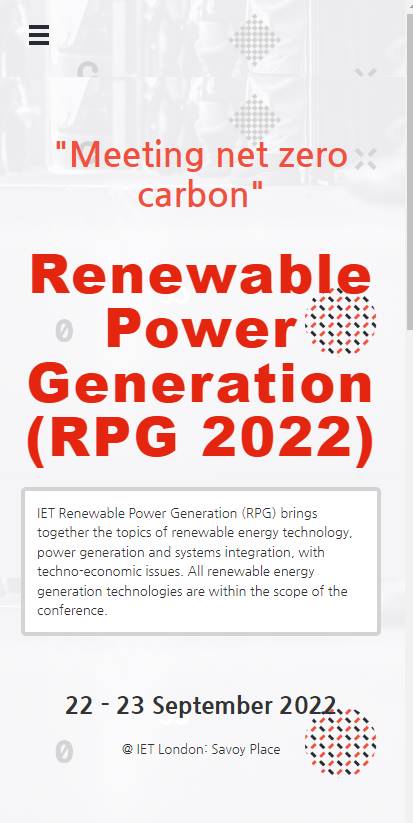 "Meeting net zero
carbon"
Renewable
Power
Generation
(RPG 2022)
IET Renewable Power Generation (RPG) brings
together the topics of renewable energy technology,
power generation and systems integration, with
techno-economic issues. All renewable energy
generation technologies are within the scope of the
conference.
22 - 23 September 2022
@ IET London: Savoy Place